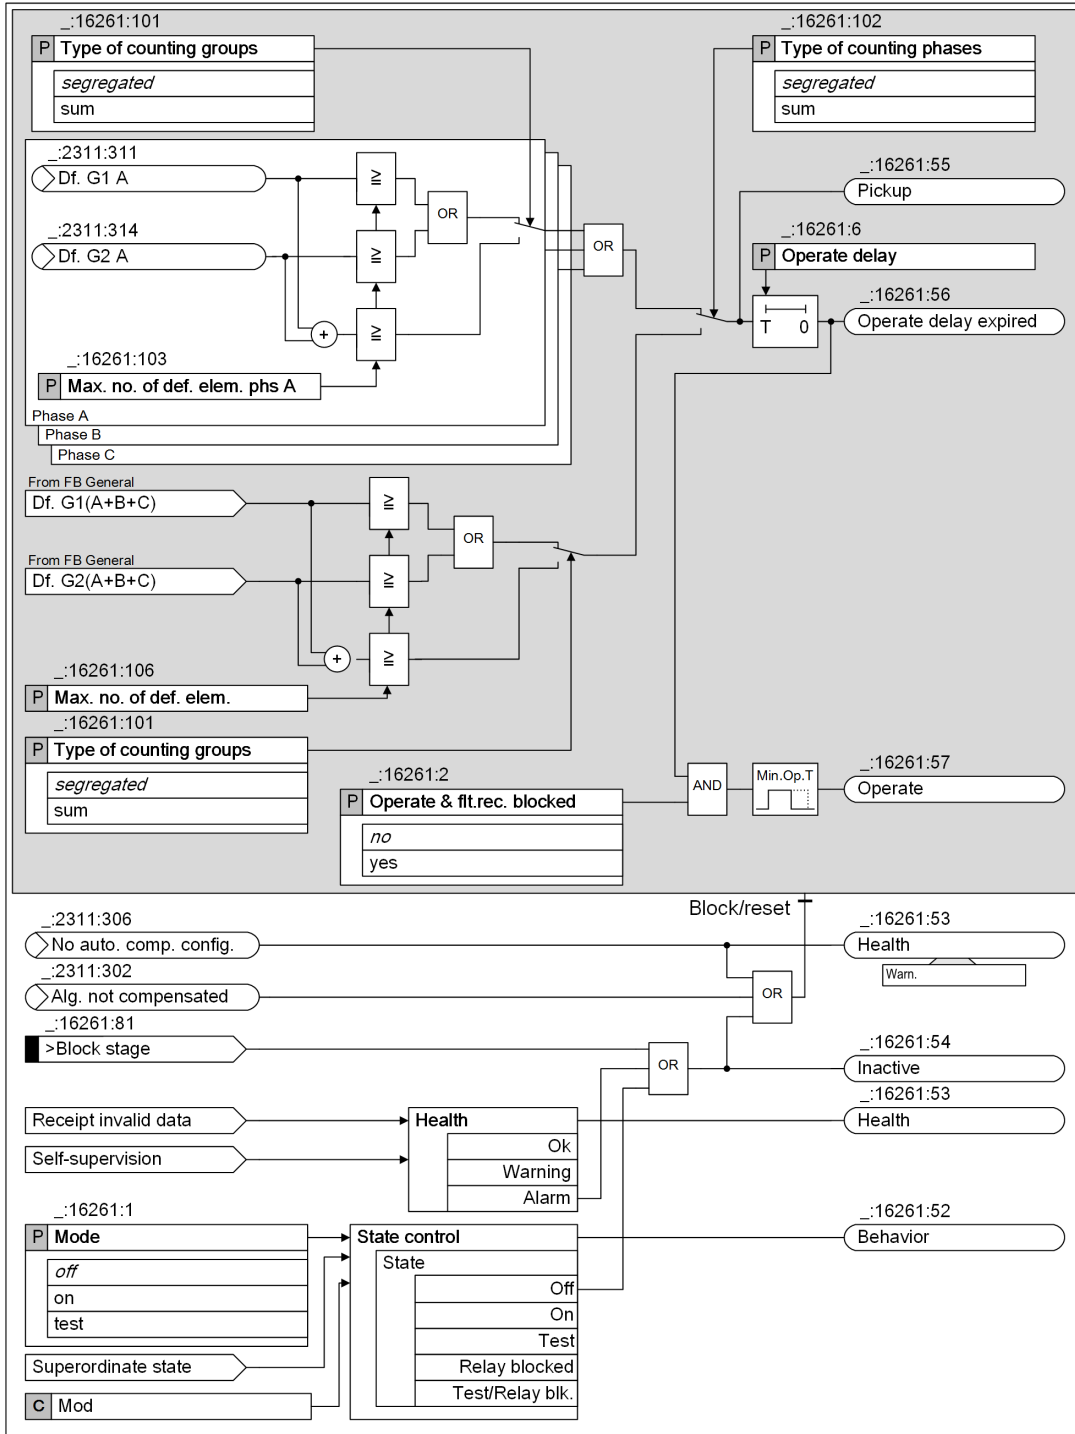 _:16261:101
P Type of counting groups
segregated
sum
_:16261:102
P Type of counting phases
segregated
sum
_:2311:311
Df. G1 A
≥
OR
_:2311:314
Df. G2 A
≥
+
≥
_:16261:103
P Max. no. of def. elem. phs A
Phase A
Phase B
Phase C
OR
_:16261:55
Pickup
_:16261:6
P Operate delay
T 0
_:16261:56
Operate delay expired
From FB General
Df. G1(A+B+C)
≥
OR
From FB General
Df. G2(A+B+C)
≥
+
≥
_:16261:106
P Max. no. of def. elem.
_:16261:101
P Type of counting groups
segregated
sum
_:16261:2
P Operate & flt.rec. blocked
no
yes
AND
Min.Op.T
_:16261:57
Operate
Block/reset
_:2311:306
No auto. comp. config.
_:16261:53
Health
Warn.
_:2311:302
Alg. not compensated
OR
_:16261:81
>Block stage
OR
_:16261:54
Inactive
Receipt invalid data
Self-supervision
Health
Ok
Warning
Alarm
_:16261:53
Health
_:16261:1
P Mode
off
on
test
Superordinate state
C Mod
State control
State
Off
On
Test
Relay blocked
Test/Relay blk.
_:16261:52
Behavior